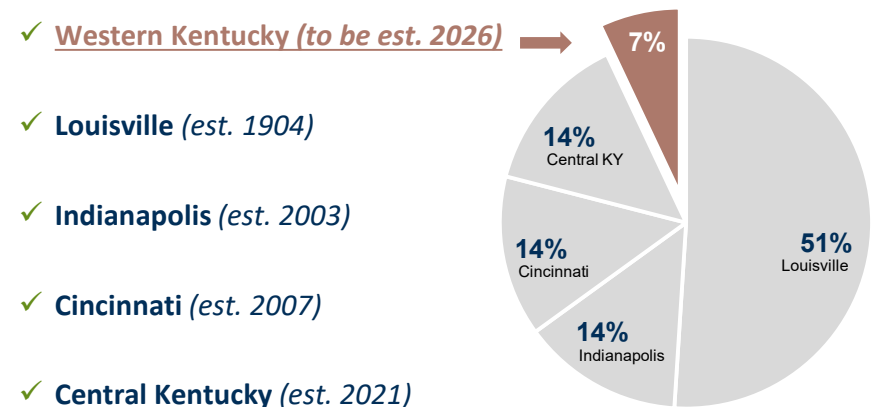 ✓ Western Kentucky (to be est. 2026)
✓ Louisville (est. 1904)
✓ Indianapolis (est. 2003)
✓ Cincinnati (est. 2007)
✓ Central Kentucky (est. 2021)
7%
14%
Central KY
14%
Cincinnati
14%
Indianapolis
51%
Louisville